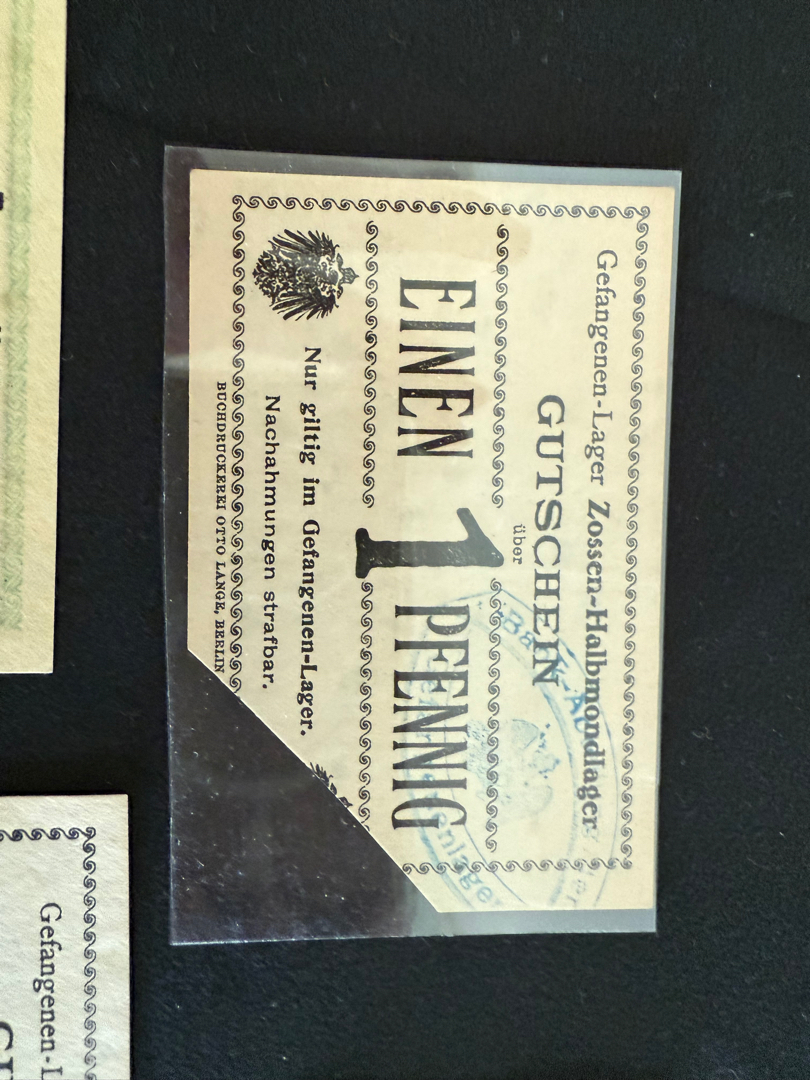 Gefangenen-Lager Zossen-Halbmondlager
GUTSCHEIN
über
EINEN 1 PFENNIG
Nur giltig im Gefangenen-Lager.
Nachahmungen strafbar.
BUCHDRUCKEREI OTTO LANGE, BERLIN
Gefangenen-L